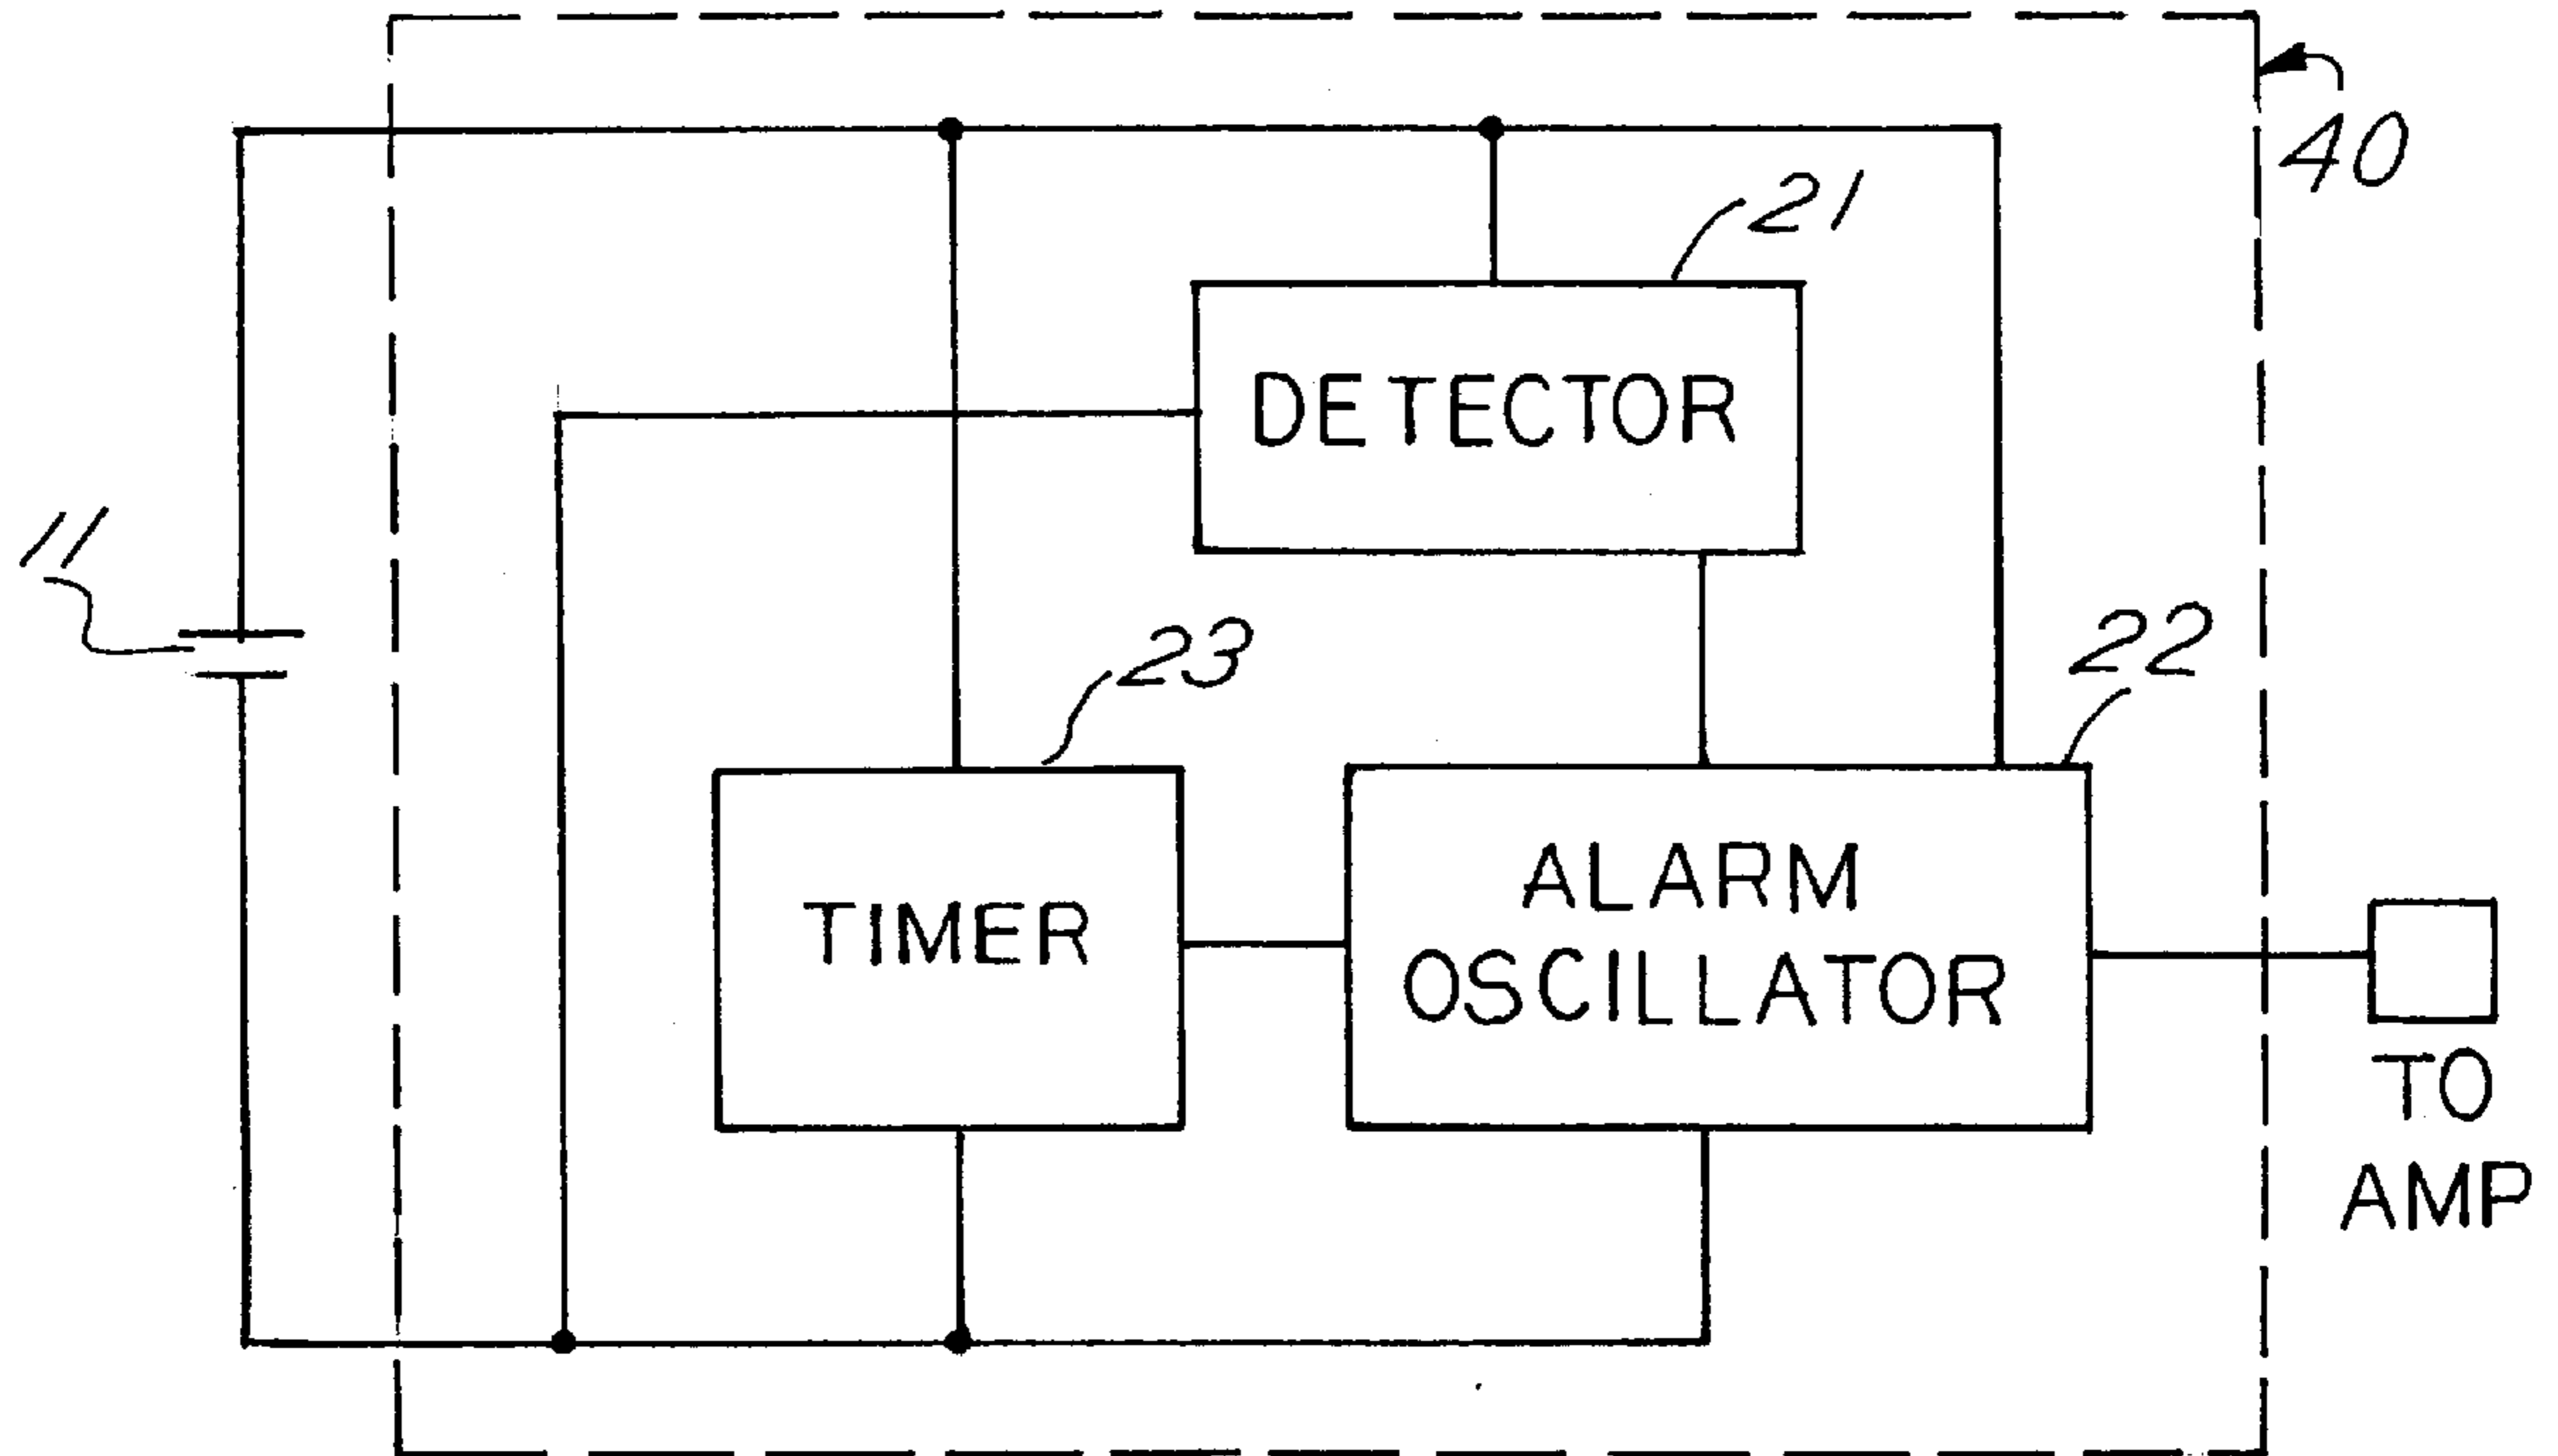 40
21
DETECTOR
11
23
22
TIMER
ALARM
OSCILLATOR
TO
AMP